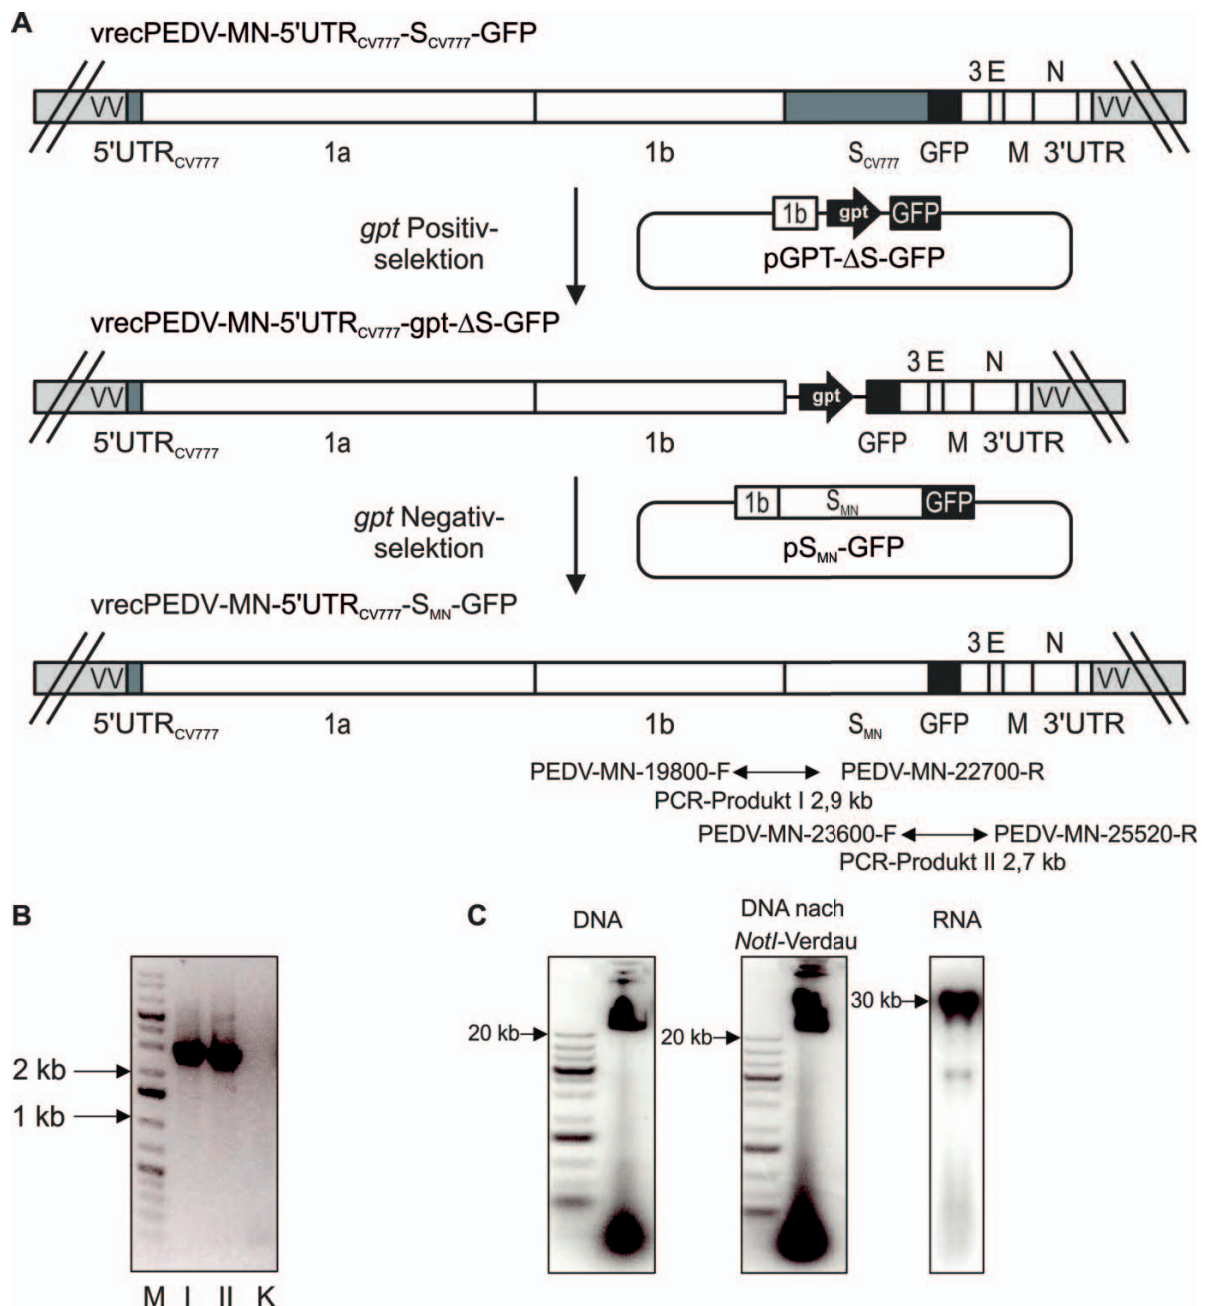 A
vrecPEDV-MN-5'UTRCV777-SCV777-GFP
3 E N
VV VV
5'UTRCV777 1a 1b SCV777 GFP M 3'UTR
gpt Positiv-
selektion
1b gpt GFP
pGPT-ΔS-GFP
vrecPEDV-MN-5'UTRCV777-gpt-ΔS-GFP
3 E N
VV gpt VV
5'UTRCV777 1a 1b GFP M 3'UTR
gpt Negativ-
selektion
1b SMN GFP
pSMN-GFP
vrecPEDV-MN-5'UTRCV777-SMN-GFP
3 E N
VV VV
5'UTRCV777 1a 1b SMN GFP M 3'UTR
PEDV-MN-19800-F PEDV-MN-22700-R
PCR-Produkt I 2,9 kb
PEDV-MN-23600-F PEDV-MN-25520-R
PCR-Produkt II 2,7 kb
B
2 kb
1 kb
M I II K
C
DNA
DNA nach
NotI-Verdau
RNA
20 kb
20 kb
30 kb